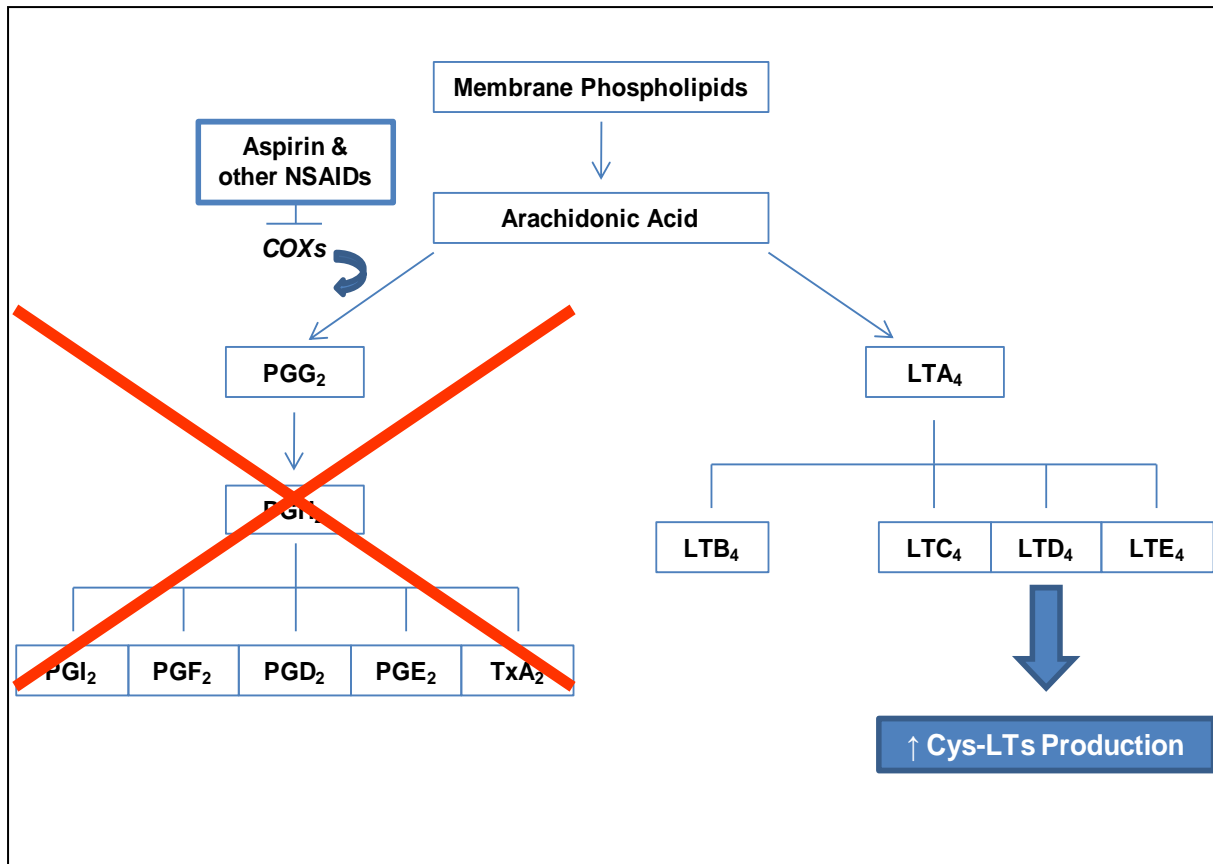 Membrane Phospholipids
Aspirin &
other NSAIDs
Arachidonic Acid
COXs
PGG₂
LTA₄
PGH₂
LTB₄
LTC₄
LTD₄
LTE₄
PGI₂
PGF₂
PGD₂
PGE₂
TxA₂
↑ Cys-LTs Production